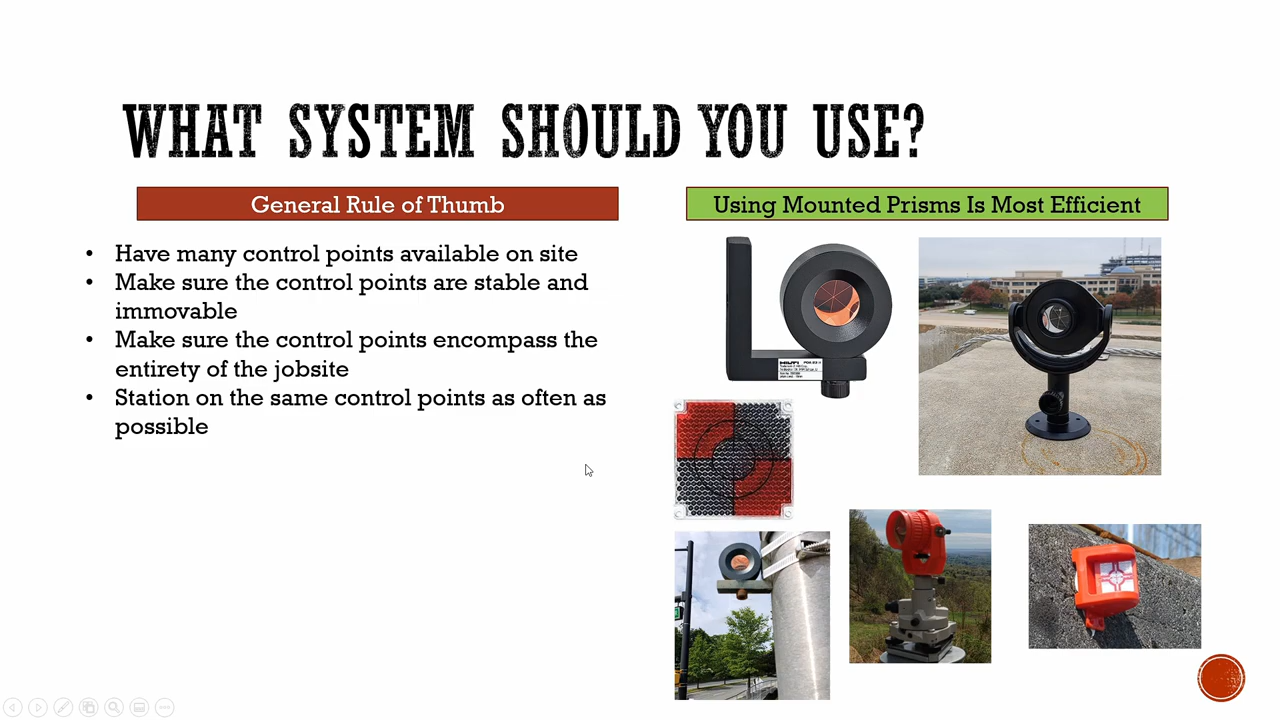 WHAT SYSTEM SHOULD YOU USE?
General Rule of Thumb
• Have many control points available on site
• Make sure the control points are stable and
immovable
• Make sure the control points encompass the
entirety of the jobsite
• Station on the same control points as often as
possible
Using Mounted Prisms Is Most Efficient
HILTI